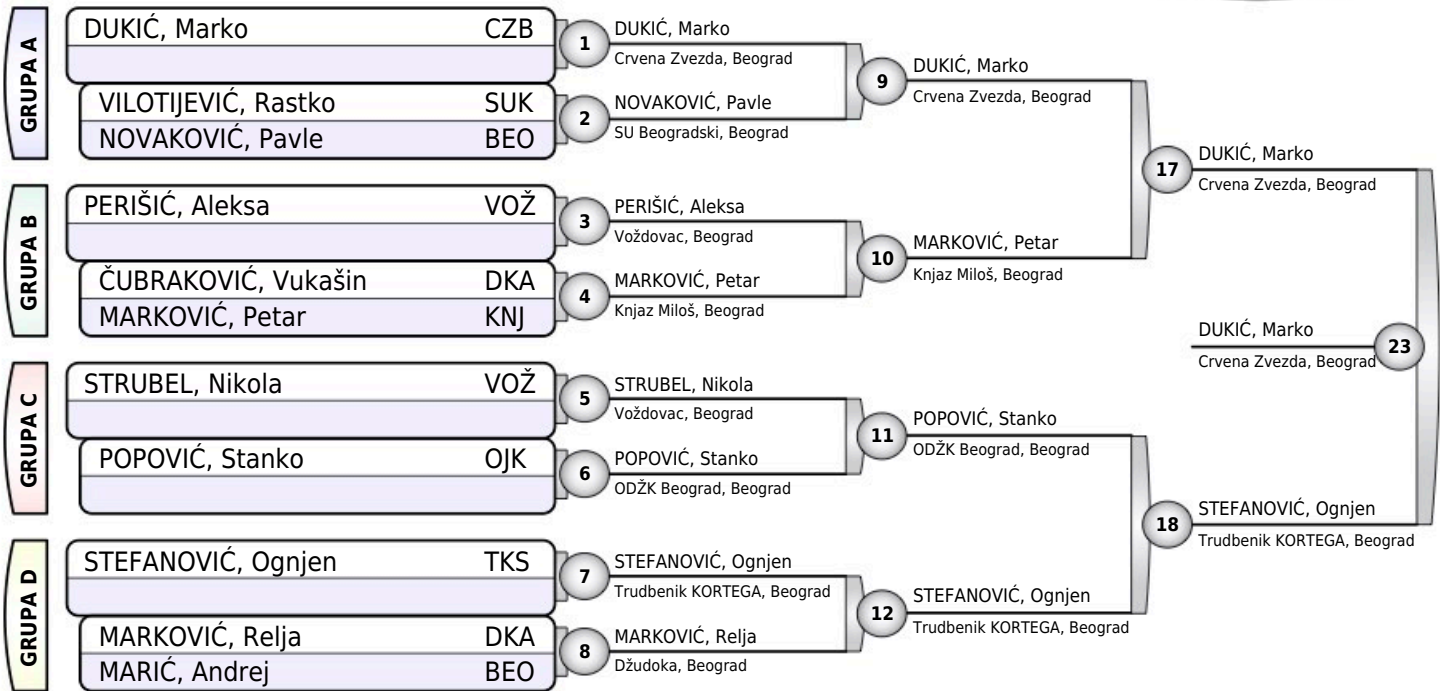 GRUPA A
DUKIĆ, Marko CZB
VILOTIJEVIĆ, Rastko SUK
NOVAKOVIĆ, Pavle BEO
GRUPA B
PERIŠIĆ, Aleksa VOŽ
ČUBRAKOVIĆ, Vukašin DKA
MARKOVIĆ, Petar KNJ
GRUPA C
STRUBEL, Nikola VOŽ
POPOVIĆ, Stanko OJK
GRUPA D
STEFANOVIĆ, Ognjen TKS
MARKOVIĆ, Relja DKA
MARIĆ, Andrej BEO
1
DUKIĆ, Marko
Crvena Zvezda, Beograd
2
NOVAKOVIĆ, Pavle
SU Beogradski, Beograd
3
PERIŠIĆ, Aleksa
Voždovac, Beograd
4
MARKOVIĆ, Petar
Knjaz Miloš, Beograd
5
STRUBEL, Nikola
Voždovac, Beograd
6
POPOVIĆ, Stanko
ODŽK Beograd, Beograd
7
STEFANOVIĆ, Ognjen
Trudbenik KORTEGA, Beograd
8
MARKOVIĆ, Relja
Džudoka, Beograd
9
DUKIĆ, Marko
Crvena Zvezda, Beograd
10
MARKOVIĆ, Petar
Knjaz Miloš, Beograd
11
POPOVIĆ, Stanko
ODŽK Beograd, Beograd
12
STEFANOVIĆ, Ognjen
Trudbenik KORTEGA, Beograd
17
DUKIĆ, Marko
Crvena Zvezda, Beograd
18
STEFANOVIĆ, Ognjen
Trudbenik KORTEGA, Beograd
DUKIĆ, Marko
Crvena Zvezda, Beograd
23